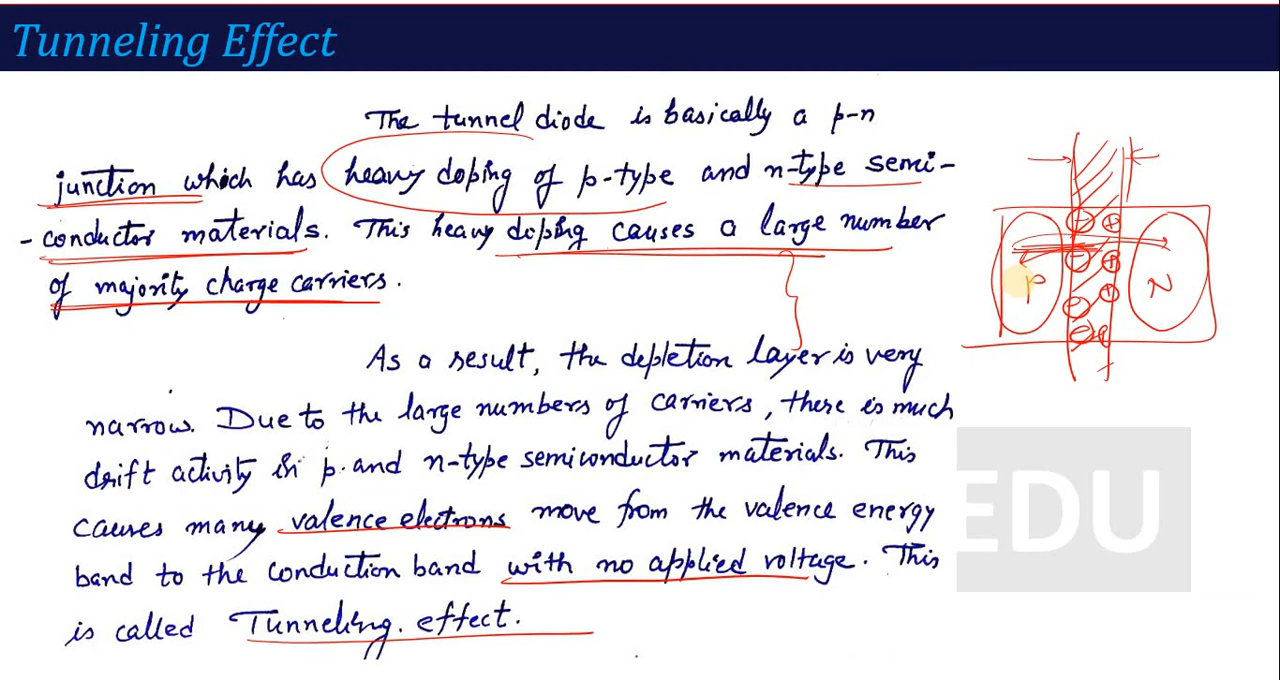 Tunneling Effect
The tunnel diode is basically a p-n
junction which has heavy doping of p-type and n-type semi-
-conductor materials. This heavy doping causes a large number
of majority charge carriers.
P
N
As a result, the depletion layer is very
narrow. Due to the large numbers of carriers, there is much
drift activity in p. and n-type semiconductor materials. This
causes many valence electrons move from the valence energy
band to the conduction band with no applied voltage. This
is called Tunneling. effect.
EDU